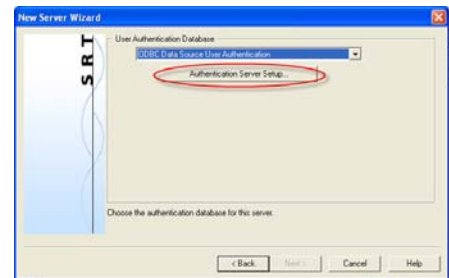 New Server Wizard
SRT
User Authentication Database
ODBC Data Source User Authentication
Authentication Server Setup...
Choose the authentication database for this server.
< Back
Next >
Cancel
Help